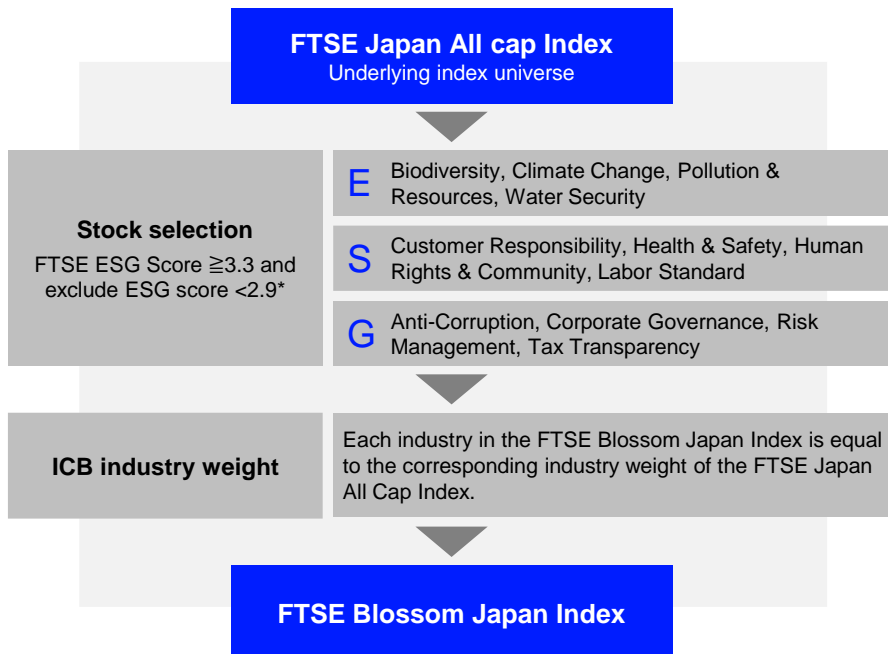 FTSE Japan All cap Index
Underlying index universe
Stock selection
FTSE ESG Score ≧3.3 and
exclude ESG score <2.9*
E
Biodiversity, Climate Change, Pollution &
Resources, Water Security
S
Customer Responsibility, Health & Safety, Human
Rights & Community, Labor Standard
G
Anti-Corruption, Corporate Governance, Risk
Management, Tax Transparency
ICB industry weight
Each industry in the FTSE Blossom Japan Index is equal
to the corresponding industry weight of the FTSE Japan
All Cap Index.
FTSE Blossom Japan Index